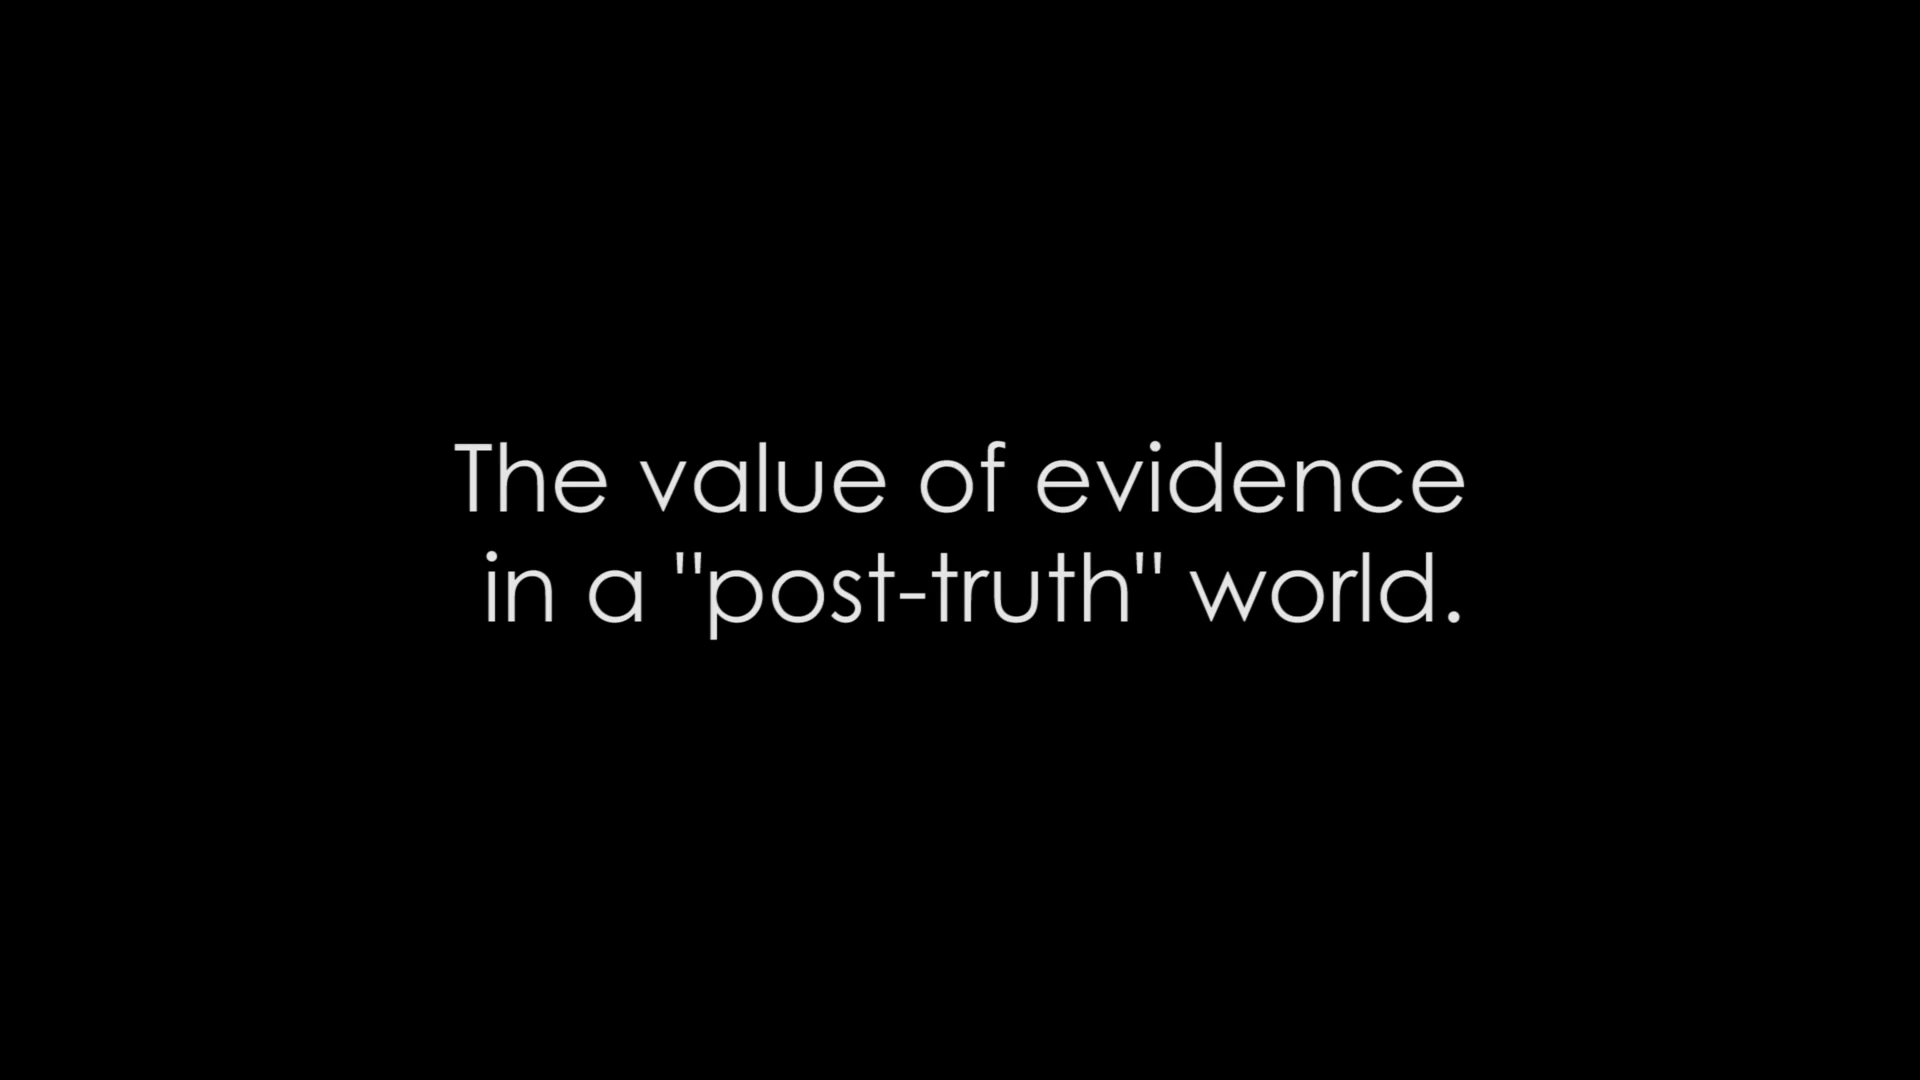 The value of evidence
in a "post-truth" world.